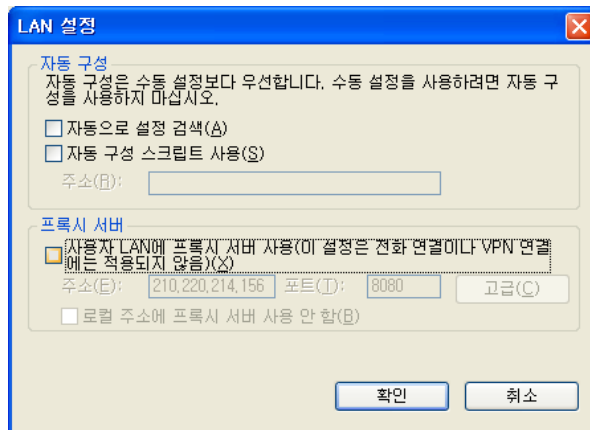 LAN 설정
자동 구성
자동 구성은 수동 설정보다 우선합니다. 수동 설정을 사용하려면 자동 구
성을 사용하지 마십시오.
자동으로 설정 검색(A)
자동 구성 스크립트 사용(S)
주소(R):
프록시 서버
사용자 LAN에 프록시 서버 사용(이 설정은 전화 연결이나 VPN 연결
에는 적용되지 않음)(X)
주소(E): 210,220,214,156 포트(T): 8080 고급(C)
로컬 주소에 프록시 서버 사용 안 함(B)
확인 취소